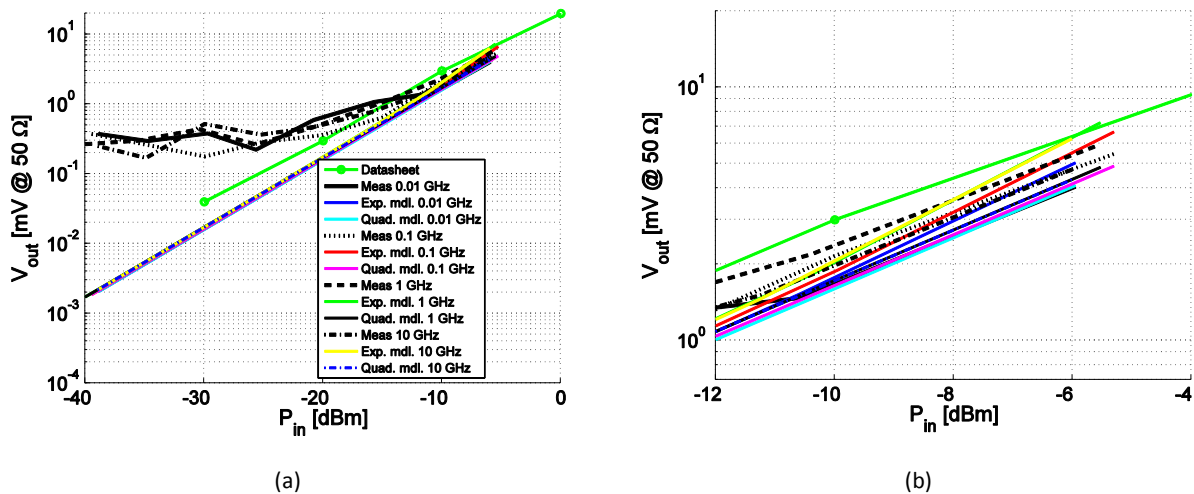 10^2
10^1
10^0
10^-1
10^-2
10^-3
10^-4
V_out [mV @ 50 Ω]
-40
-30
-20
-10
0
P_in [dBm]
Datasheet
Meas 0.01 GHz
Exp. mdl. 0.01 GHz
Quad. mdl. 0.01 GHz
Meas 0.1 GHz
Exp. mdl. 0.1 GHz
Quad. mdl. 0.1 GHz
Meas 1 GHz
Exp. mdl. 1 GHz
Quad. mdl. 1 GHz
Meas 10 GHz
Exp. mdl. 10 GHz
Quad. mdl. 10 GHz
(a)
10^1
10^0
V_out [mV @ 50 Ω]
-12
-10
-8
-6
-4
P_in [dBm]
(b)